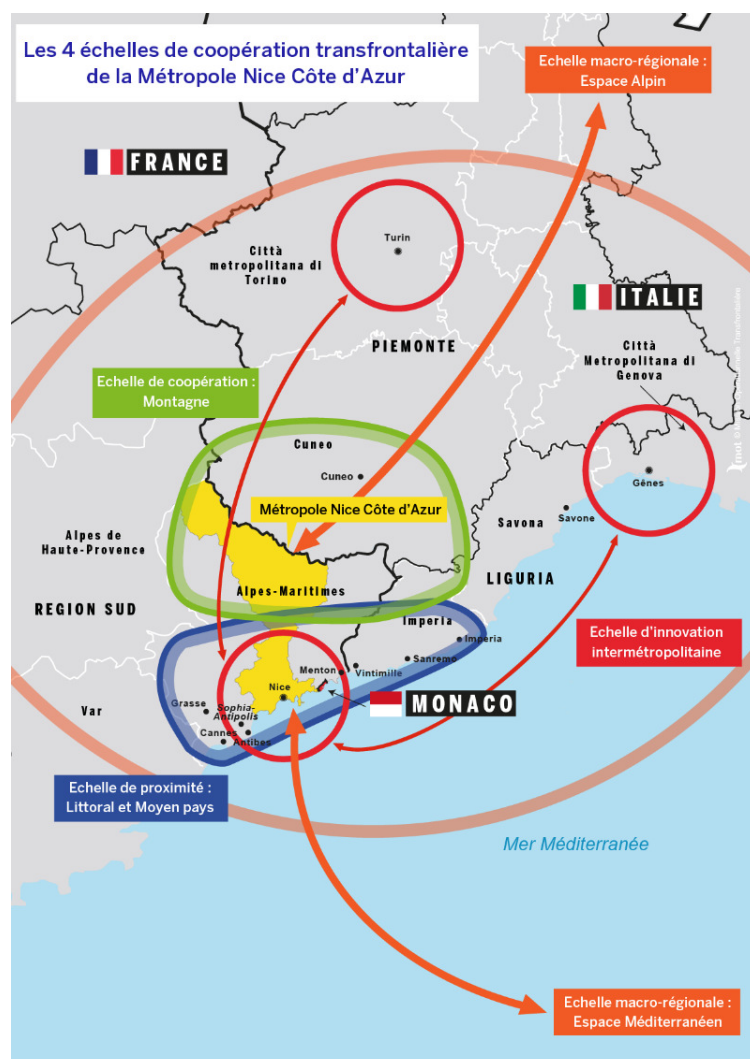 Les 4 échelles de coopération transfrontalière
de la Métropole Nice Côte d'Azur
Echelle macro-régionale :
Espace Alpin
FRANCE
Turin
Città
metropolitana di
Torino
ITALIE
PIEMONTE
Città
Metropolitana di
Genova
Echelle de coopération :
Montagne
Cuneo
Cuneo
Gênes
Métropole Nice Côte d'Azur
Savona
Savone
Alpes de
Haute-Provence
LIGURIA
Alpes-Maritimes
REGION SUD
Imperia
Imperia
Echelle d'innovation
intermétropolitaine
Sanremo
Menton
Vintimille
Nice
MONACO
Grasse
Sophia-
Antipolis
Var
Cannes
Antibes
Echelle de proximité :
Littoral et Moyen pays
Mer Méditerranée
Echelle macro-régionale :
Espace Méditerranéen